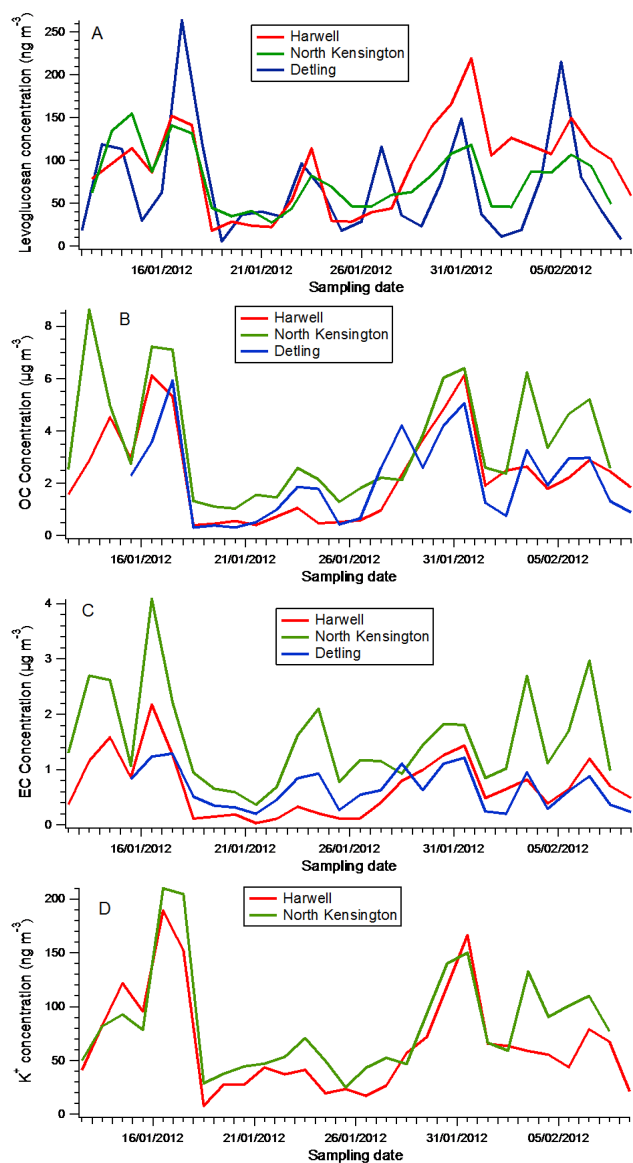 A
Harwell
North Kensington
Detling
Levoglucosan concentration (ng m-3)
250
200
150
100
50
0
16/01/2012
21/01/2012
26/01/2012
31/01/2012
05/02/2012
Sampling date
B
Harwell
North Kensington
Detling
OC Concentration (µg m-3)
8
6
4
2
0
16/01/2012
21/01/2012
26/01/2012
31/01/2012
05/02/2012
Sampling date
C
Harwell
North Kensington
Detling
EC Concentration (µg m-3)
4
3
2
1
0
16/01/2012
21/01/2012
26/01/2012
31/01/2012
05/02/2012
Sampling date
D
Harwell
North Kensington
K+ concentration (ng m-3)
200
150
100
50
0
16/01/2012
21/01/2012
26/01/2012
31/01/2012
05/02/2012
Sampling date